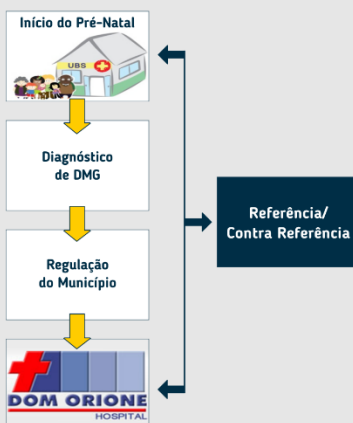 Início do Pré-Natal
UBS
Diagnóstico
de DMG
Regulação
do Município
DOM ORIONE
HOSPITAL
Referência/
Contra Referência